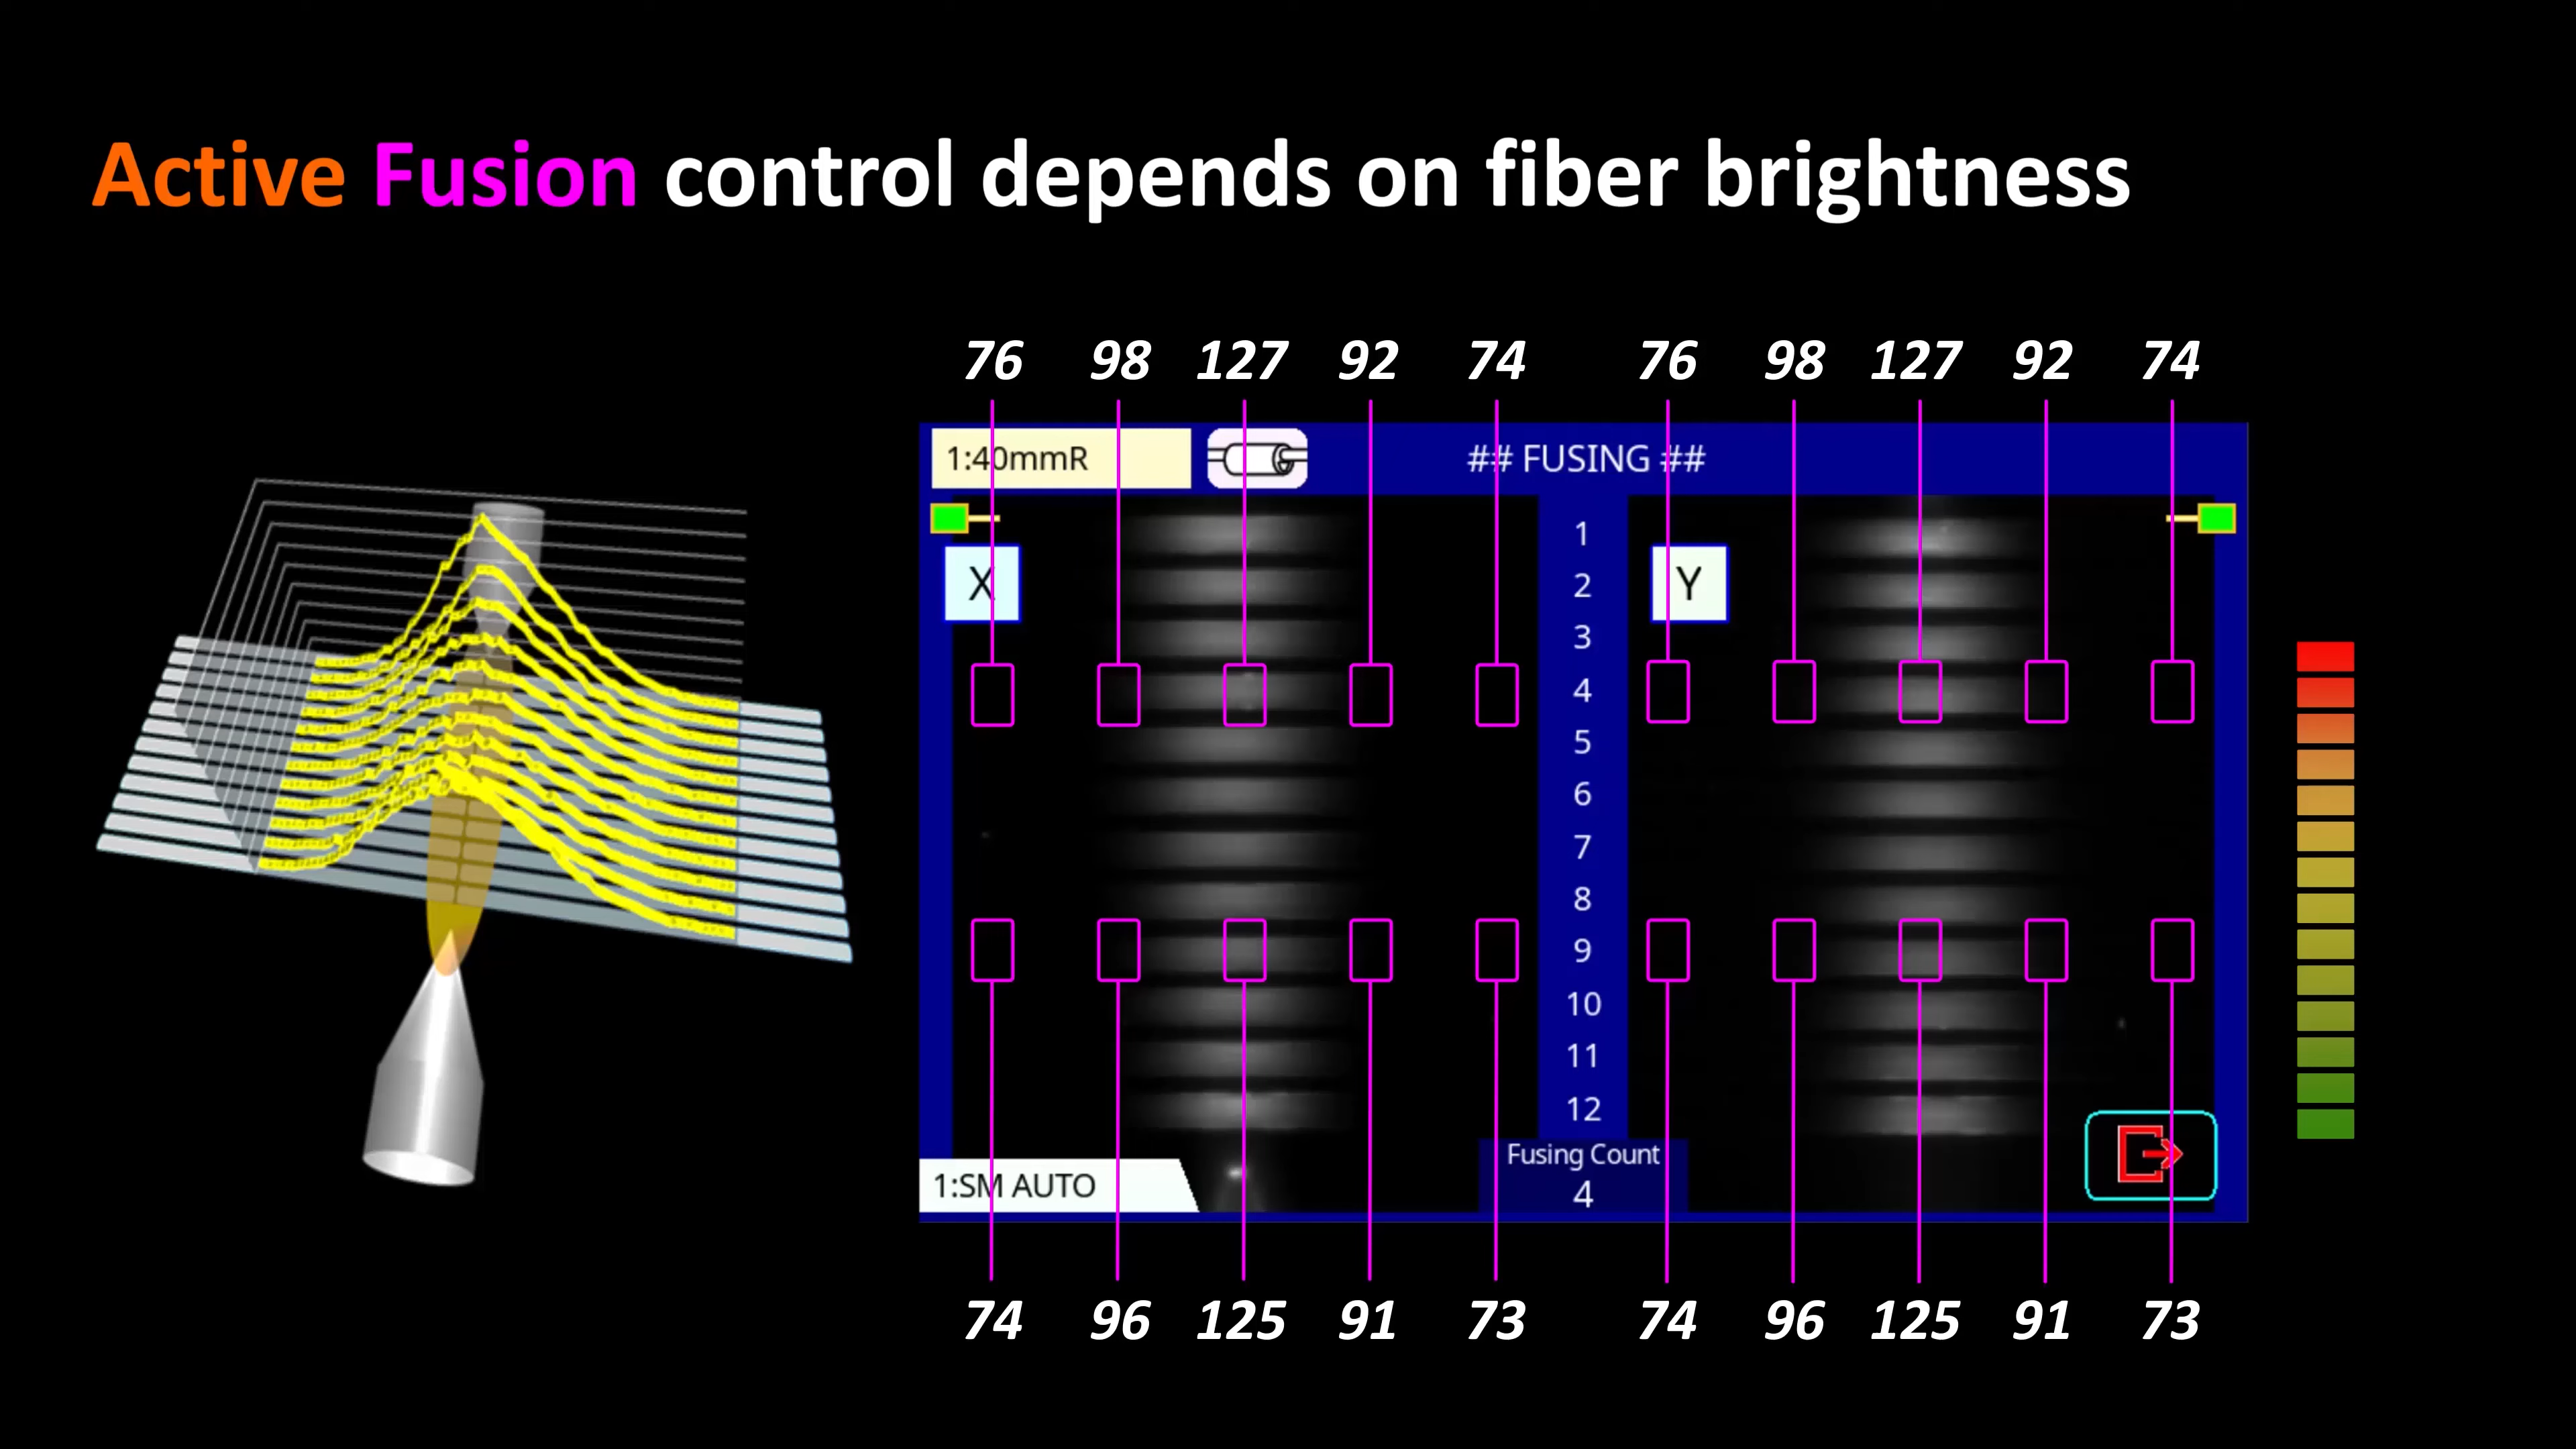 Active Fusion control depends on fiber brightness
76 98 127 92 74 76 98 127 92 74
1:40mmR
## FUSING ##
X
Y
1
2
3
4
5
6
7
8
9
10
11
12
Fusing Count
4
1:SM AUTO
74 96 125 91 73 74 96 125 91 73